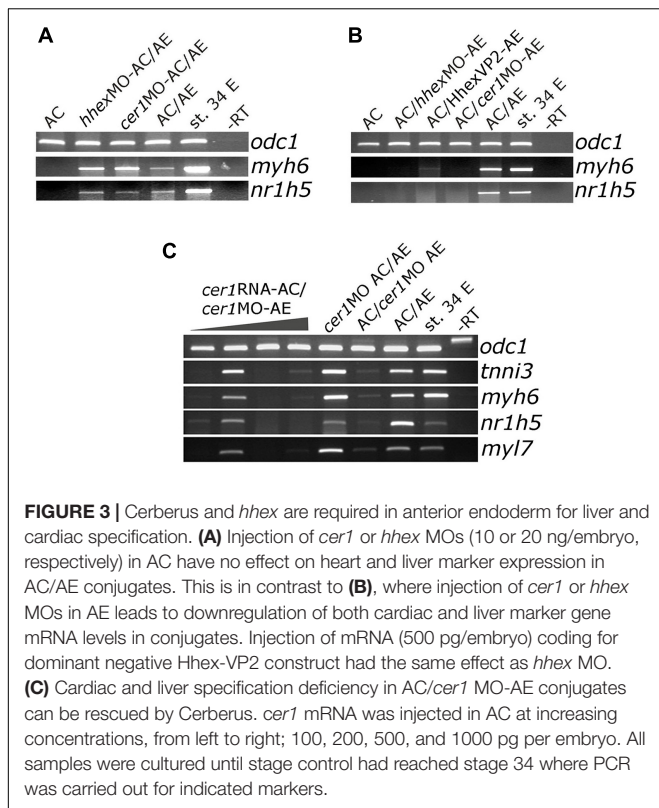 A
AC
hhexMO-AC/AE
cer1MO-AC/AE
AC/AE
st. 34 E
-RT
odc1
myh6
nr1h5
B
AC
AC/hhexMO-AE
AC/HhexVP2-AE
AC/cer1MO-AE
AC/AE
st. 34 E
-RT
odc1
myh6
nr1h5
C
cer1RNA-AC/
cer1MO-AE
cer1MO AC/AE
AC/cer1MO AE
AC/AE
st. 34 E
-RT
odc1
tnni3
myh6
nr1h5
myl7
FIGURE 3 | Cerberus and hhex are required in anterior endoderm for liver and
cardiac specification. (A) Injection of cer1 or hhex MOs (10 or 20 ng/embryo,
respectively) in AC have no effect on heart and liver marker expression in
AC/AE conjugates. This is in contrast to (B), where injection of cer1 or hhex
MOs in AE leads to downregulation of both cardiac and liver marker gene
mRNA levels in conjugates. Injection of mRNA (500 pg/embryo) coding for
dominant negative Hhex-VP2 construct had the same effect as hhex MO.
(C) Cardiac and liver specification deficiency in AC/cer1 MO-AE conjugates
can be rescued by Cerberus. cer1 mRNA was injected in AC at increasing
concentrations, from left to right; 100, 200, 500, and 1000 pg per embryo. All
samples were cultured until stage control had reached stage 34 where PCR
was carried out for indicated markers.